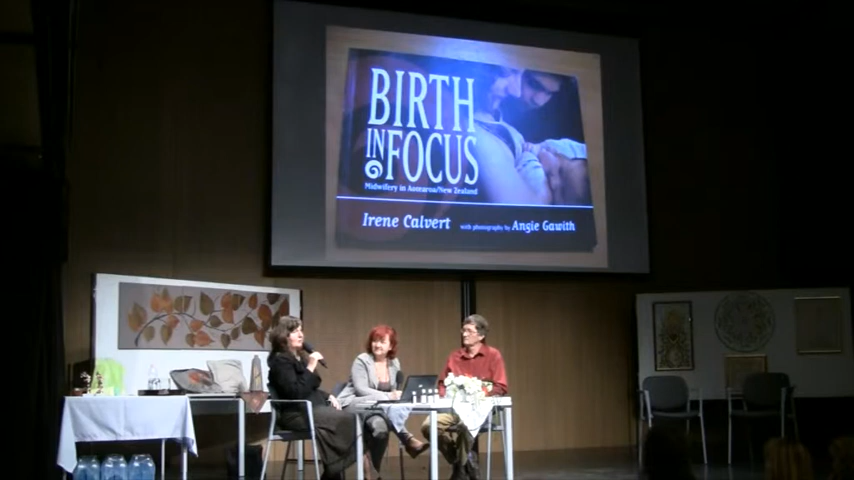 BIRTH
IN FOCUS
Midwifery in Aotearoa/New Zealand
Irene Calvert with photographs by Angie Gawith